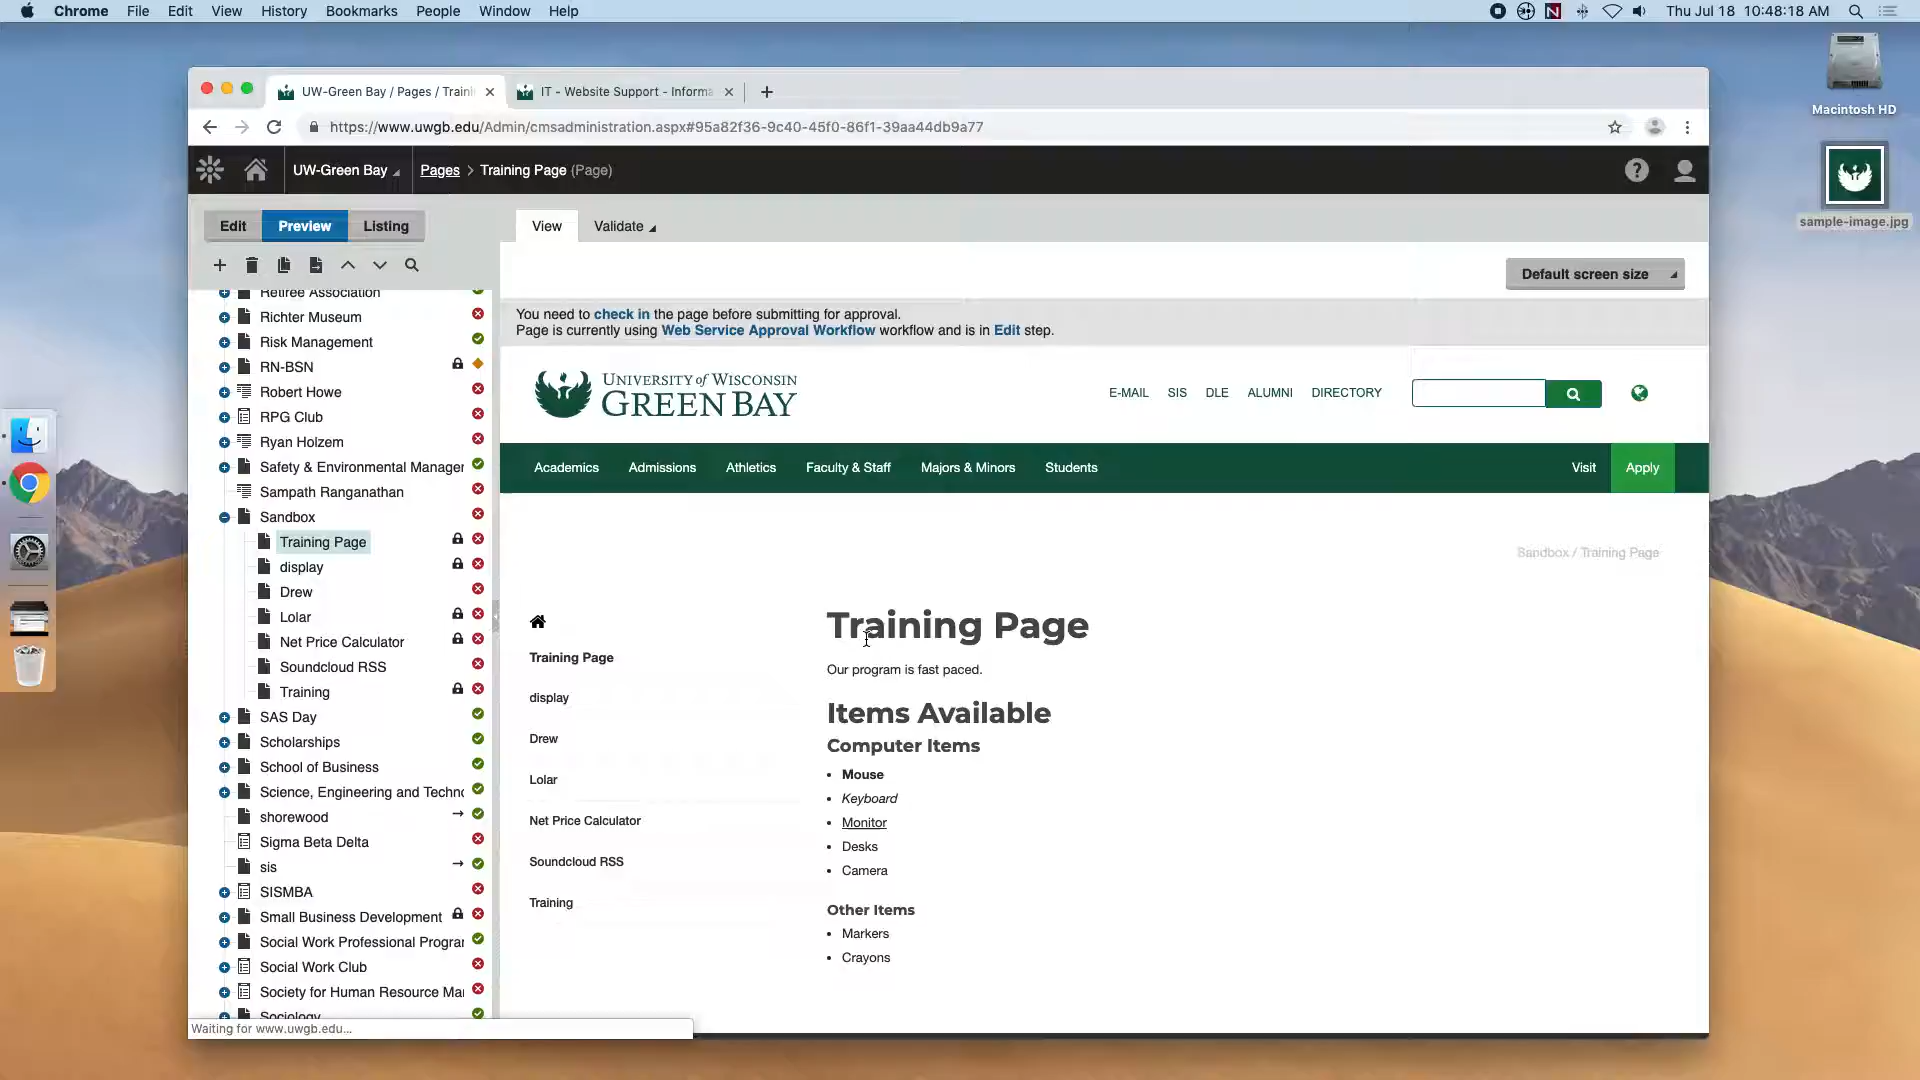 Chrome File Edit View History Bookmarks People Window Help
Thu Jul 18 10:48:18 AM
Macintosh HD
sample-image.jpg
UW-Green Bay / Pages / Traini
IT - Website Support - Informa
https://www.uwgb.edu/Admin/cmsadministration.aspx#95a82f36-9c40-45f0-86f1-39aa44db9a77
UW-Green Bay
Pages > Training Page (Page)
Edit
Preview
Listing
View
Validate
Default screen size
You need to check in the page before submitting for approval.
Page is currently using Web Service Approval Workflow workflow and is in Edit step.
Retiree Association
Richter Museum
Risk Management
RN-BSN
Robert Howe
RPG Club
Ryan Holzem
Safety & Environmental Manager
Sampath Ranganathan
Sandbox
Training Page
display
Drew
Lolar
Net Price Calculator
Soundcloud RSS
Training
SAS Day
Scholarships
School of Business
Science, Engineering and Techno
shorewood
Sigma Beta Delta
sis
SISMBA
Small Business Development
Social Work Professional Program
Social Work Club
Society for Human Resource Man
Sociology
Waiting for www.uwgb.edu...
UNIVERSITY of WISCONSIN
GREEN BAY
E-MAIL SIS DLE ALUMNI DIRECTORY
Academics Admissions Athletics Faculty & Staff Majors & Minors Students
Visit
Apply
Sandbox / Training Page
Training Page
display
Drew
Lolar
Net Price Calculator
Soundcloud RSS
Training
Training Page
Our program is fast paced.
Items Available
Computer Items
Mouse
Keyboard
Monitor
Desks
Camera
Other Items
Markers
Crayons